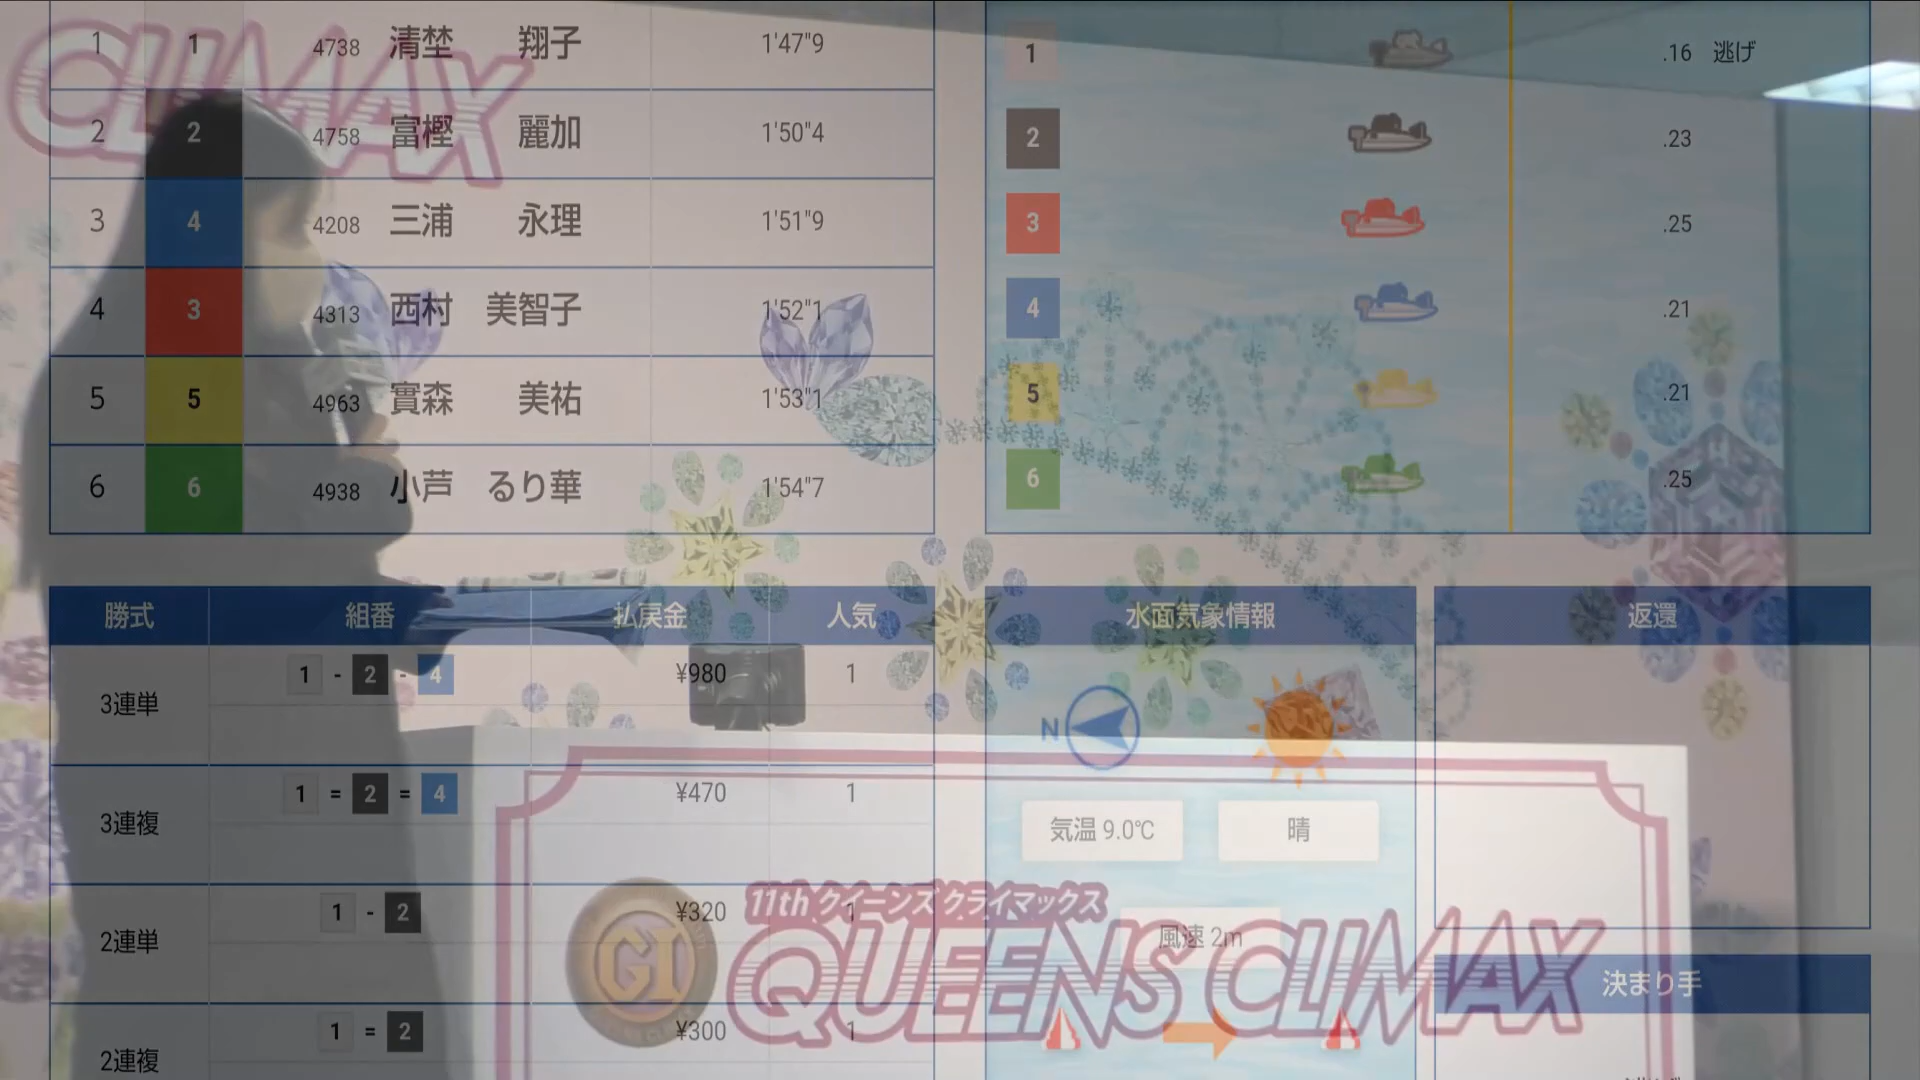 CLIMAX
1 1 4738 清埜 翔子 1'47"9
2 2 4758 富樫 麗加 1'50"4
3 4 4208 三浦 永理 1'51"9
4 3 4313 西村 美智子 1'52"1
5 5 4963 實森 美祐 1'53"1
6 6 4938 小芦 るり華 1'54"7
1 .16 逃げ
2 .23
3 .25
4 .21
5 .21
6 .25
勝式 組番 払戻金 人気
3連単 1 - 2 - 4 ¥980 1
3連複 1 = 2 = 4 ¥470 1
2連単 1 - 2 ¥320 1
2連複 1 = 2 ¥300 1
水面気象情報
N
気温 9.0℃ 晴
風速 2m
返還
決まり手
GI
11th クイーンズクライマックス
QUEENS CLIMAX